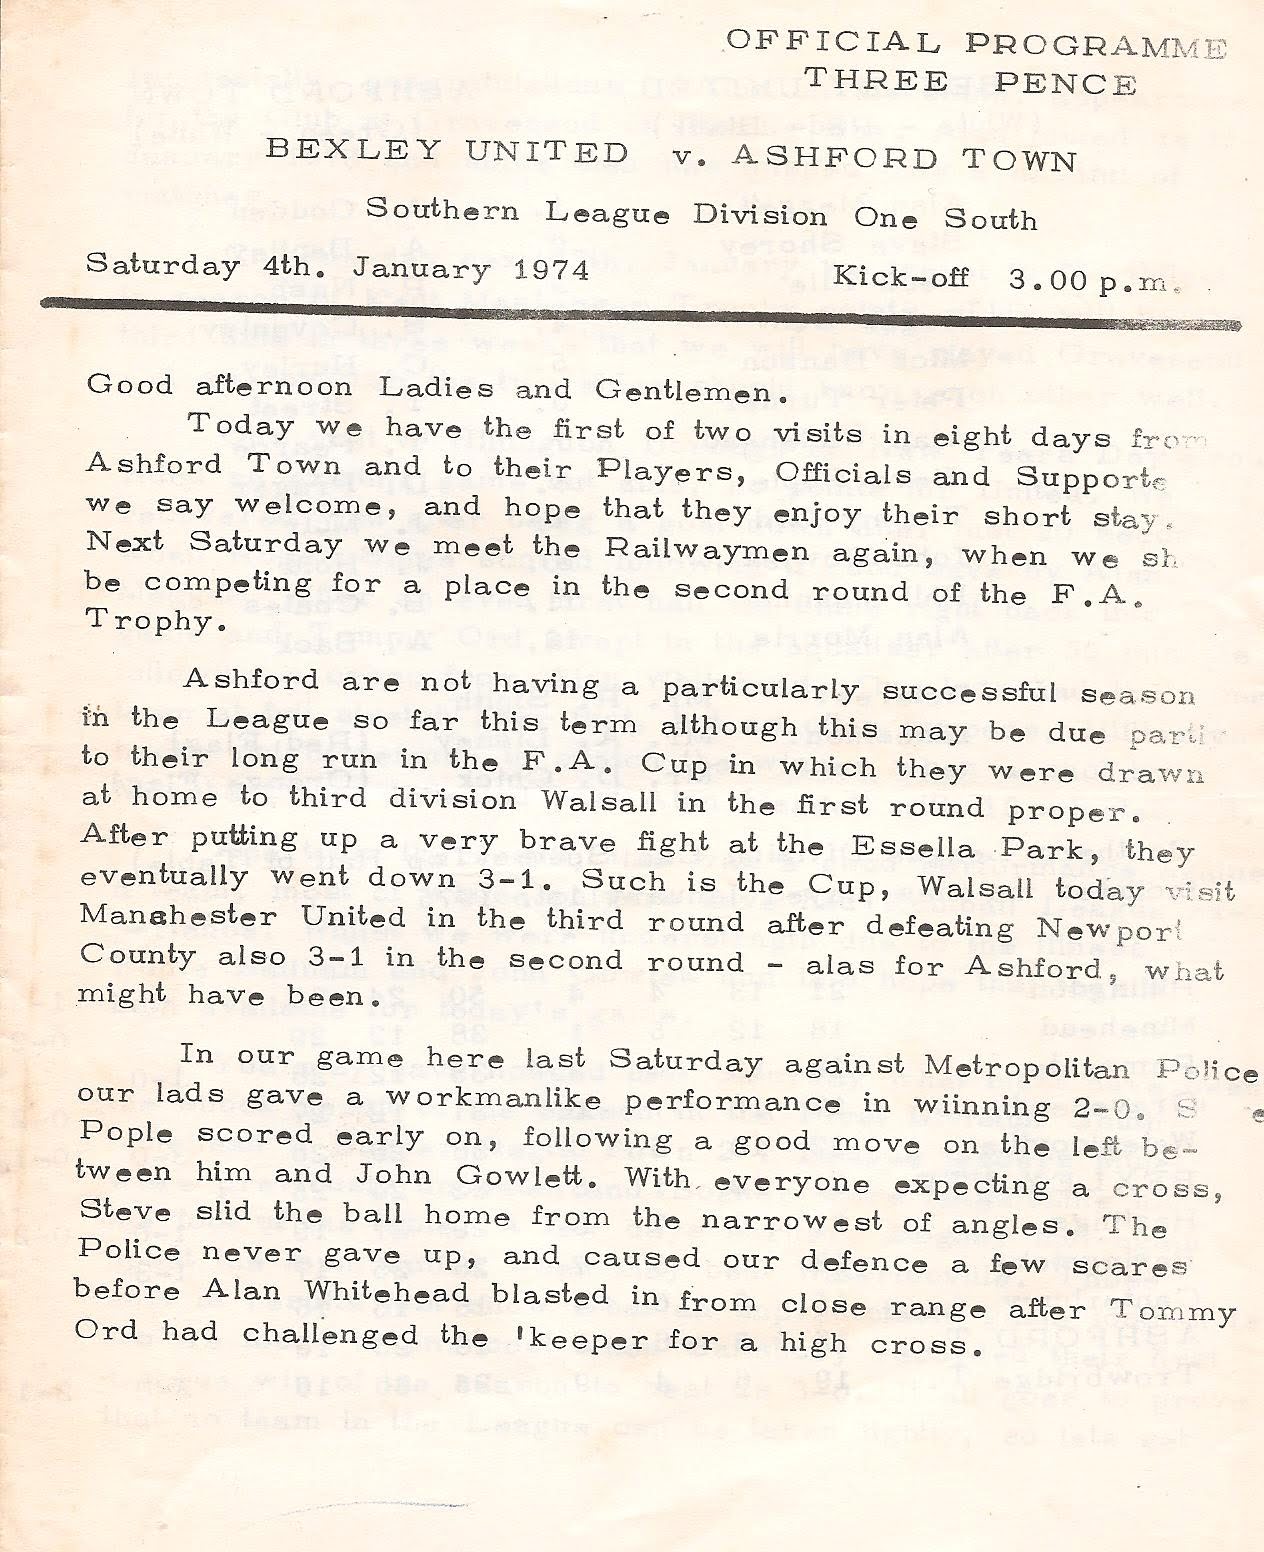 OFFICIAL PROGRAMME
THREE PENCE
BEXLEY UNITED v. ASHFORD TOWN
Southern League Division One South
Saturday 4th. January 1974 Kick-off 3.00 p.m.
Good afternoon Ladies and Gentlemen.
Today we have the first of two visits in eight days from
Ashford Town and to their Players, Officials and Supporte
we say welcome, and hope that they enjoy their short stay.
Next Saturday we meet the Railwaymen again, when we sh
be competing for a place in the second round of the F.A.
Trophy.
Ashford are not having a particularly successful season
in the League so far this term although this may be due partl
to their long run in the F.A. Cup in which they were drawn
at home to third division Walsall in the first round proper.
After putting up a very brave fight at the Essella Park, they
eventually went down 3-1. Such is the Cup, Walsall today visit
Manchester United in the third round after defeating Newport
County also 3-1 in the second round - alas for Ashford, what
might have been.
In our game here last Saturday against Metropolitan Police
our lads gave a workmanlike performance in wiinning 2-0. S e
Pople scored early on, following a good move on the left be-
tween him and John Gowlett. With everyone expecting a cross,
Steve slid the ball home from the narrowest of angles. The
Police never gave up, and caused our defence a few scares
before Alan Whitehead blasted in from close range after Tommy
Ord had challenged the 'keeper for a high cross.